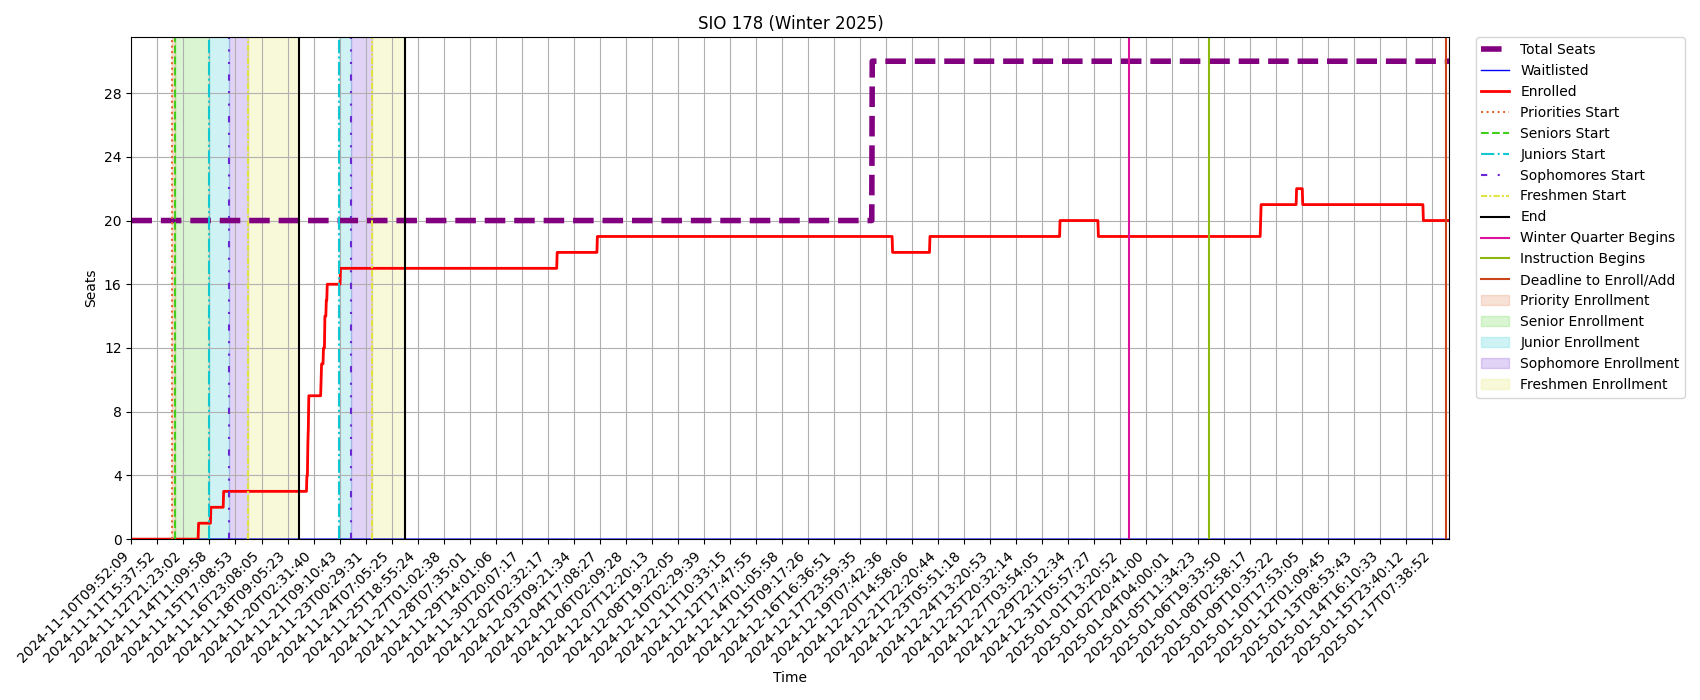 SIO 178 (Winter 2025)
Total Seats
Waitlisted
Enrolled
Priorities Start
Seniors Start
Juniors Start
Sophomores Start
Freshmen Start
End
Winter Quarter Begins
Instruction Begins
Deadline to Enroll/Add
Priority Enrollment
Senior Enrollment
Junior Enrollment
Sophomore Enrollment
Freshmen Enrollment
Seats
28
24
20
16
12
8
4
0
2024-11-10T09:52:09
2024-11-11T15:37:52
2024-11-12T21:23:02
2024-11-14T11:09:58
2024-11-15T17:08:53
2024-11-16T23:08:05
2024-11-18T09:05:23
2024-11-20T02:31:40
2024-11-21T09:10:43
2024-11-23T00:29:31
2024-11-24T07:05:25
2024-11-25T18:55:24
2024-11-27T01:02:38
2024-11-28T07:35:01
2024-11-29T14:01:06
2024-11-30T20:07:17
2024-12-02T02:32:17
2024-12-03T09:21:34
2024-12-04T17:08:27
2024-12-06T02:09:28
2024-12-07T12:20:13
2024-12-08T19:22:05
2024-12-10T02:29:39
2024-12-11T10:33:15
2024-12-12T17:47:55
2024-12-14T01:05:58
2024-12-15T09:17:26
2024-12-16T16:36:51
2024-12-17T23:59:35
2024-12-19T07:42:36
2024-12-20T14:58:06
2024-12-21T22:20:44
2024-12-23T05:51:18
2024-12-24T13:20:53
2024-12-25T20:32:14
2024-12-27T03:54:05
2024-12-29T22:12:34
2024-12-31T05:57:27
2025-01-01T13:20:52
2025-01-02T20:41:00
2025-01-04T04:00:01
2025-01-05T11:34:23
2025-01-06T19:33:50
2025-01-08T02:58:17
2025-01-09T10:35:22
2025-01-10T17:53:05
2025-01-12T01:09:45
2025-01-13T08:53:43
2025-01-14T16:10:33
2025-01-15T23:40:12
2025-01-17T07:38:52
Time